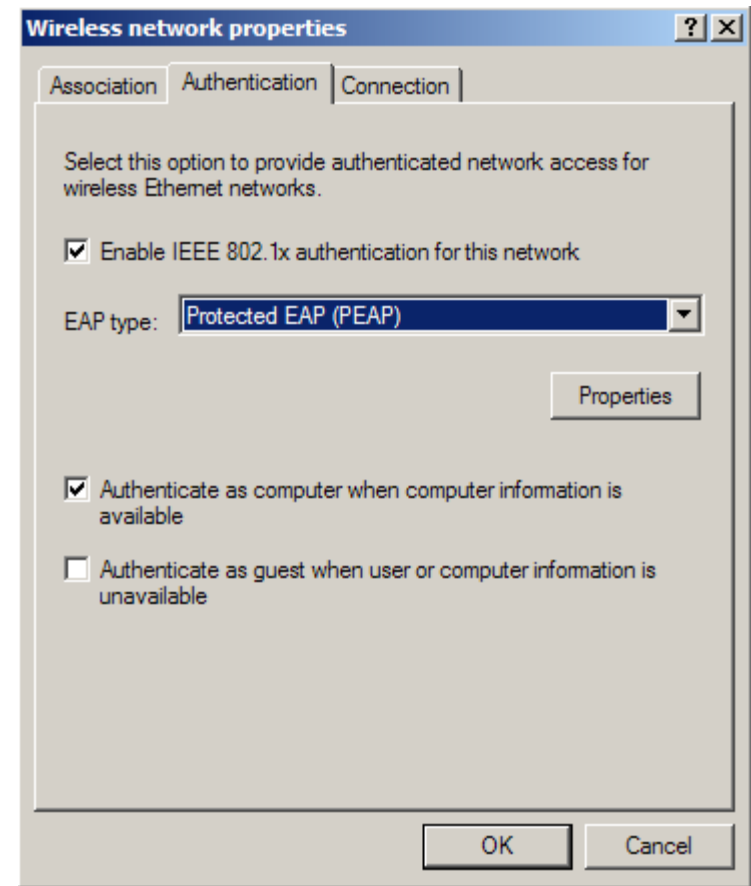 Wireless network properties
Association Authentication Connection
Select this option to provide authenticated network access for
wireless Ethernet networks.
Enable IEEE 802.1x authentication for this network
EAP type: Protected EAP (PEAP)
Properties
Authenticate as computer when computer information is
available
Authenticate as guest when user or computer information is
unavailable
OK Cancel